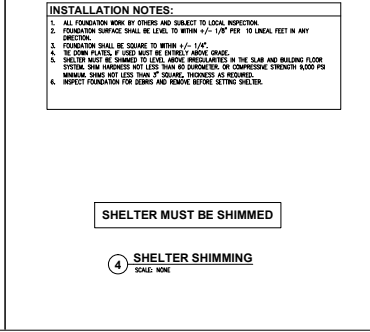 INSTALLATION NOTES:
1. ALL FOUNDATION WORK BY OTHERS AND SUBJECT TO LOCAL INSPECTION.
2. FOUNDATION SURFACE SHALL BE LEVEL TO WITHIN +/- 1/8" PER 10 LINEAL FEET IN ANY
DIRECTION.
3. FOUNDATION SHALL BE SQUARE TO WITHIN +/- 1/4".
4. TIE DOWN PLATES, IF USED MUST BE ENTIRELY ABOVE GRADE.
5. SHELTER MUST BE SHIMMED TO LEVEL ABOVE IRREGULARITIES IN THE SLAB AND BUILDING FLOOR
SYSTEM. SHIM HARDNESS NOT LESS THAN 60 DUROMETER. OR COMPRESSIVE STRENGTH 9,000 PSI
MINIMUM. SHIMS NOT LESS THAN 3" SQUARE, THICKNESS AS REQUIRED.
6. INSPECT FOUNDATION FOR DEBRIS AND REMOVE BEFORE SETTING SHELTER.
SHELTER MUST BE SHIMMED
4 SHELTER SHIMMING
SCALE: NONE